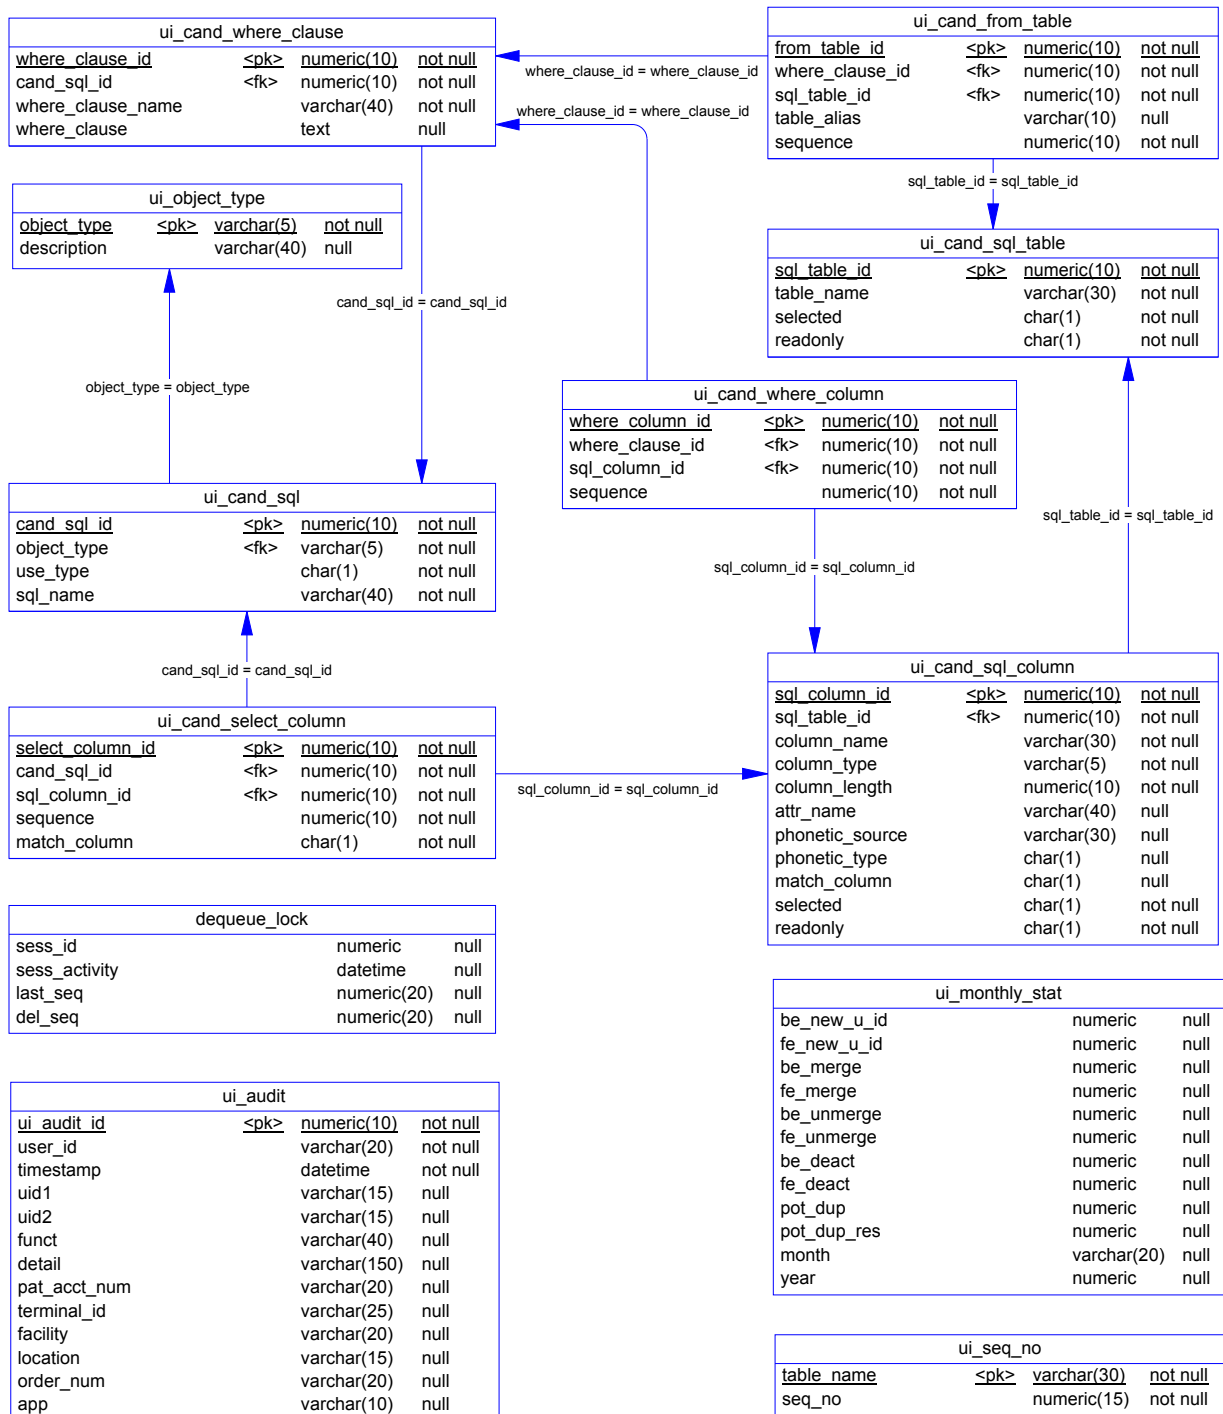 ui_cand_where_clause
where_clause_id <pk> numeric(10) not null
cand_sql_id <fk> numeric(10) not null
where_clause_name varchar(40) not null
where_clause text null
ui_cand_from_table
from_table_id <pk> numeric(10) not null
where_clause_id <fk> numeric(10) not null
sql_table_id <fk> numeric(10) not null
table_alias varchar(10) null
sequence numeric(10) not null
where_clause_id = where_clause_id
where_clause_id = where_clause_id
sql_table_id = sql_table_id
ui_object_type
object_type <pk> varchar(5) not null
description varchar(40) null
ui_cand_sql_table
sql_table_id <pk> numeric(10) not null
table_name varchar(30) not null
selected char(1) not null
readonly char(1) not null
cand_sql_id = cand_sql_id
object_type = object_type
ui_cand_where_column
where_column_id <pk> numeric(10) not null
where_clause_id <fk> numeric(10) not null
sql_column_id <fk> numeric(10) not null
sequence numeric(10) not null
ui_cand_sql
cand_sql_id <pk> numeric(10) not null
object_type <fk> varchar(5) not null
use_type char(1) not null
sql_name varchar(40) not null
sql_table_id = sql_table_id
sql_column_id = sql_column_id
cand_sql_id = cand_sql_id
ui_cand_select_column
select_column_id <pk> numeric(10) not null
cand_sql_id <fk> numeric(10) not null
sql_column_id <fk> numeric(10) not null
sequence numeric(10) not null
match_column char(1) not null
sql_column_id = sql_column_id
ui_cand_sql_column
sql_column_id <pk> numeric(10) not null
sql_table_id <fk> numeric(10) not null
column_name varchar(30) not null
column_type varchar(5) not null
column_length numeric(10) not null
attr_name varchar(40) null
phonetic_source varchar(30) null
phonetic_type char(1) null
match_column char(1) null
selected char(1) not null
readonly char(1) not null
dequeue_lock
sess_id numeric null
sess_activity datetime null
last_seq numeric(20) null
del_seq numeric(20) null
ui_monthly_stat
be_new_u_id numeric null
fe_new_u_id numeric null
be_merge numeric null
fe_merge numeric null
be_unmerge numeric null
fe_unmerge numeric null
be_deact numeric null
fe_deact numeric null
pot_dup numeric null
pot_dup_res numeric null
month varchar(20) null
year numeric null
ui_audit
ui_audit_id <pk> numeric(10) not null
user_id varchar(20) not null
timestamp datetime not null
uid1 varchar(15) null
uid2 varchar(15) null
funct varchar(40) null
detail varchar(150) null
pat_acct_num varchar(20) null
terminal_id varchar(25) null
facility varchar(20) null
location varchar(15) null
order_num varchar(20) null
app varchar(10) null
ui_seq_no
table_name <pk> varchar(30) not null
seq_no numeric(15) not null